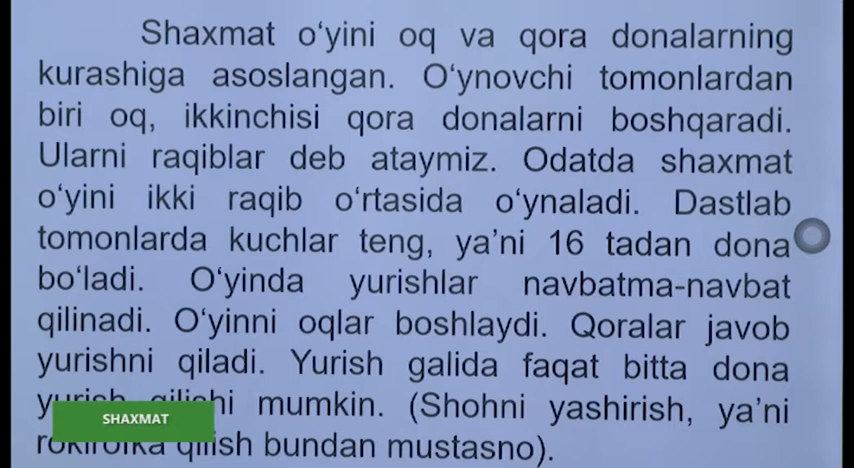 Shaxmat o‘yini oq va qora donalarning
kurashiga asoslangan. O‘ynovchi tomonlardan
biri oq, ikkinchisi qora donalarni boshqaradi.
Ularni raqiblar deb ataymiz. Odatda shaxmat
o‘yini ikki raqib o‘rtasida o‘ynaladi. Dastlab
tomonlarda kuchlar teng, ya’ni 16 tadan dona
bo‘ladi. O‘yinda yurishlar navbatma-navbat
qilinadi. O‘yinni oqlar boshlaydi. Qoralar javob
yurishni qiladi. Yurish galida faqat bitta dona
yurish qilishi mumkin. (Shohni yashirish, ya’ni
qilish bundan mustasno).
SHAXMAT